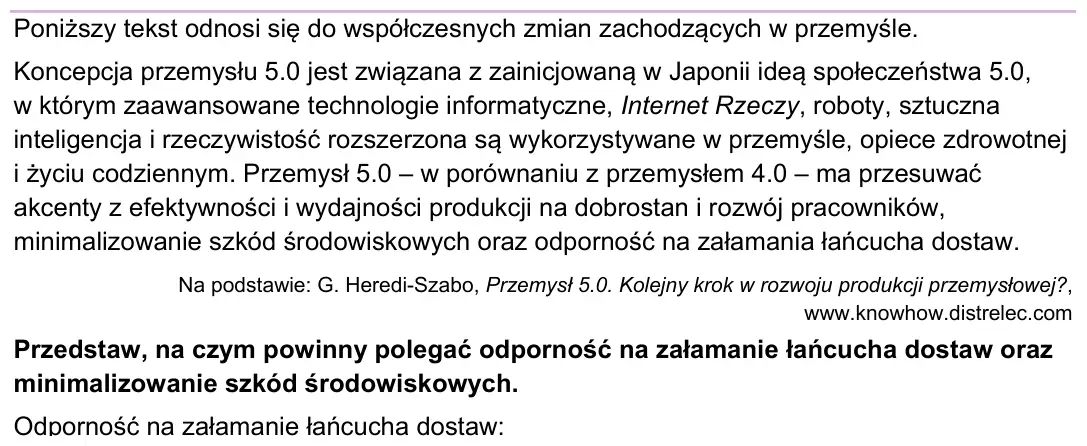 Poniższy tekst odnosi się do współczesnych zmian zachodzących w przemyśle.
Koncepcja przemysłu 5.0 jest związana z zainicjowaną w Japonii ideą społeczeństwa 5.0,
w którym zaawansowane technologie informatyczne, Internet Rzeczy, roboty, sztuczna
inteligencja i rzeczywistość rozszerzona są wykorzystywane w przemyśle, opiece zdrowotnej
i życiu codziennym. Przemysł 5.0 – w porównaniu z przemysłem 4.0 – ma przesuwać
akcenty z efektywności i wydajności produkcji na dobrostan i rozwój pracowników,
minimalizowanie szkód środowiskowych oraz odporność na załamania łańcucha dostaw.
Na podstawie: G. Heredi-Szabo, Przemysł 5.0. Kolejny krok w rozwoju produkcji przemysłowej?,
www.knowhow.distrelec.com
Przedstaw, na czym powinny polegać odporność na załamanie łańcucha dostaw oraz
minimalizowanie szkód środowiskowych.
Odporność na załamanie łańcucha dostaw: